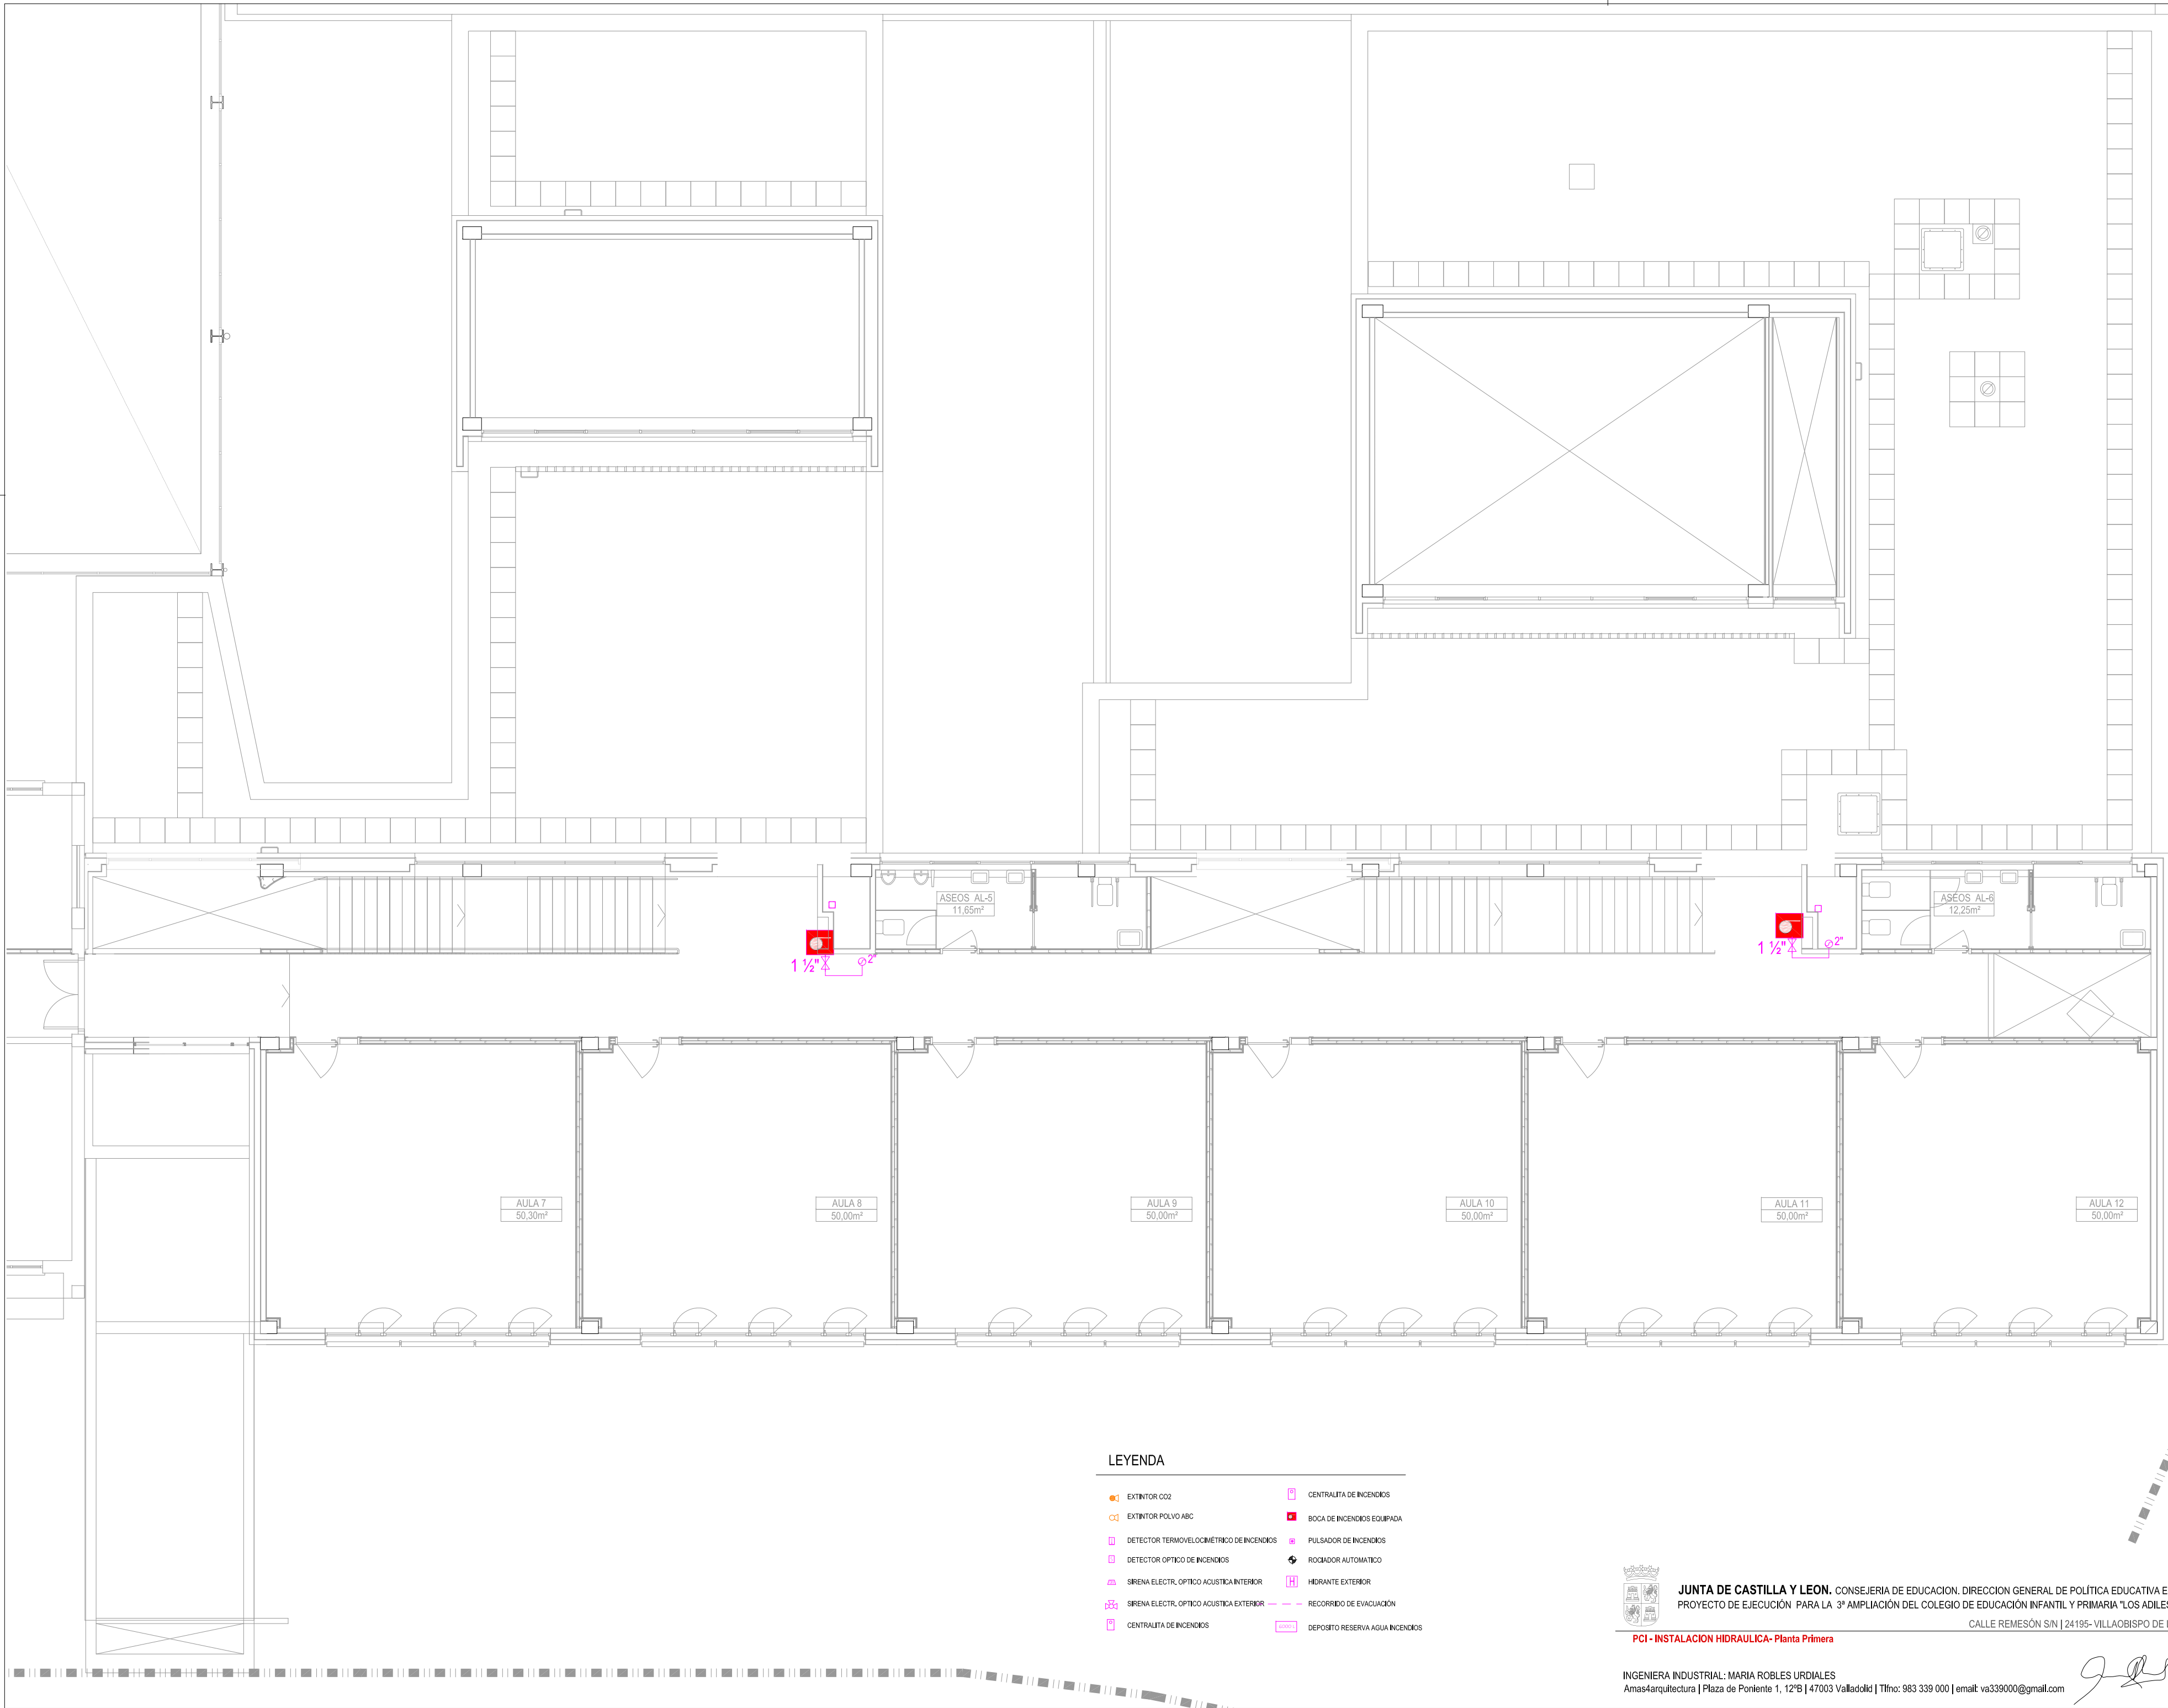 ASEOS AL-5
11,65m²
ASEOS AL-6
12,25m²
1 ½"
2"
1 ½"
2"
AULA 7
50,30m²
AULA 8
50,00m²
AULA 9
50,00m²
AULA 10
50,00m²
AULA 11
50,00m²
AULA 12
50,00m²
LEYENDA
EXTINTOR CO2
EXTINTOR POLVO ABC
DETECTOR TERMOVELOCIMÉTRICO DE INCENDIOS
DETECTOR OPTICO DE INCENDIOS
SIRENA ELECTR. OPTICO ACUSTICA INTERIOR
SIRENA ELECTR. OPTICO ACUSTICA EXTERIOR
CENTRALITA DE INCENDIOS
CENTRALITA DE INCENDIOS
BOCA DE INCENDIOS EQUIPADA
PULSADOR DE INCENDIOS
ROCIADOR AUTOMATICO
H HIDRANTE EXTERIOR
RECORRIDO DE EVACUACIÓN
DEPOSITO RESERVA AGUA INCENDIOS
JUNTA DE CASTILLA Y LEON. CONSEJERIA DE EDUCACION. DIRECCION GENERAL DE POLÍTICA EDUCATIVA E
PROYECTO DE EJECUCIÓN PARA LA 3ª AMPLIACIÓN DEL COLEGIO DE EDUCACIÓN INFANTIL Y PRIMARIA "LOS ADILES
CALLE REMESÓN S/N | 24195- VILLAOBISPO DE
PCI - INSTALACION HIDRAULICA- Planta Primera
INGENIERA INDUSTRIAL: MARIA ROBLES URDIALES
Amas4arquitectura | Plaza de Poniente 1, 12ºB | 47003 Valladolid | Tlfno: 983 339 000 | email: va339000@gmail.com